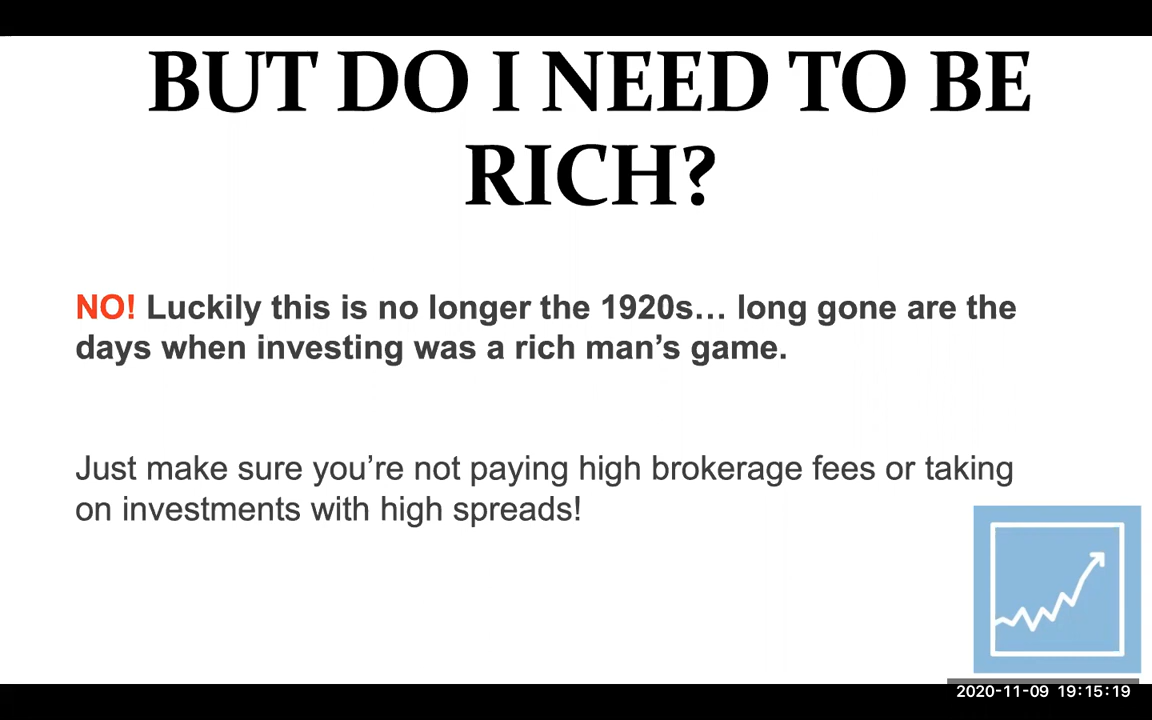 BUT DO I NEED TO BE
RICH?
NO! Luckily this is no longer the 1920s… long gone are the
days when investing was a rich man’s game.
Just make sure you’re not paying high brokerage fees or taking
on investments with high spreads!
2020-11-09 19:15:19